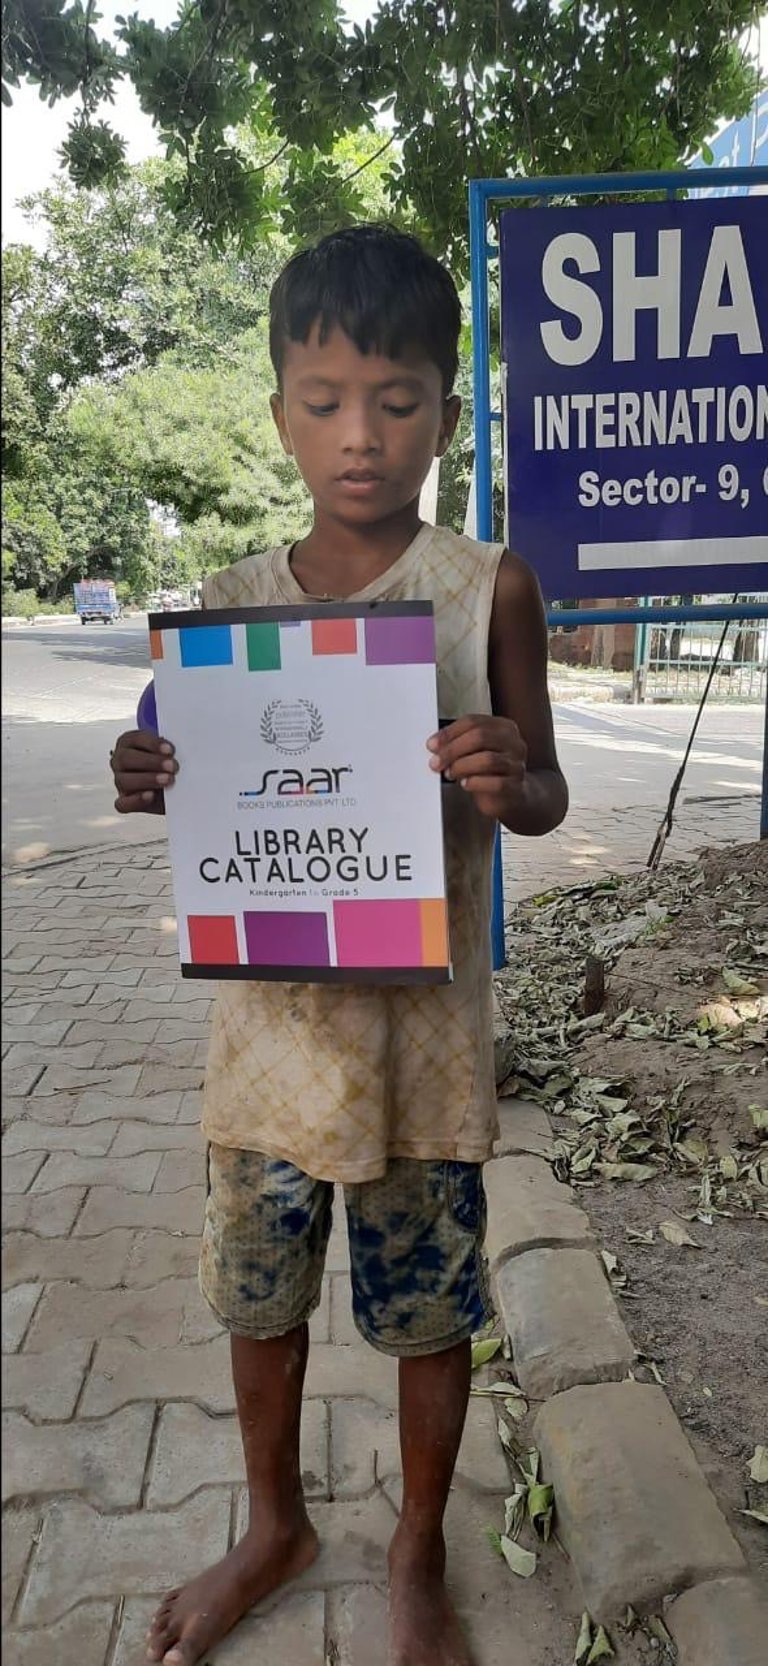 SHA
INTERNATION
Sector- 9,
saar
BOOKS PUBLICATIONS PVT. LTD.
LIBRARY
CATALOGUE
Kindergarten to Grade 5